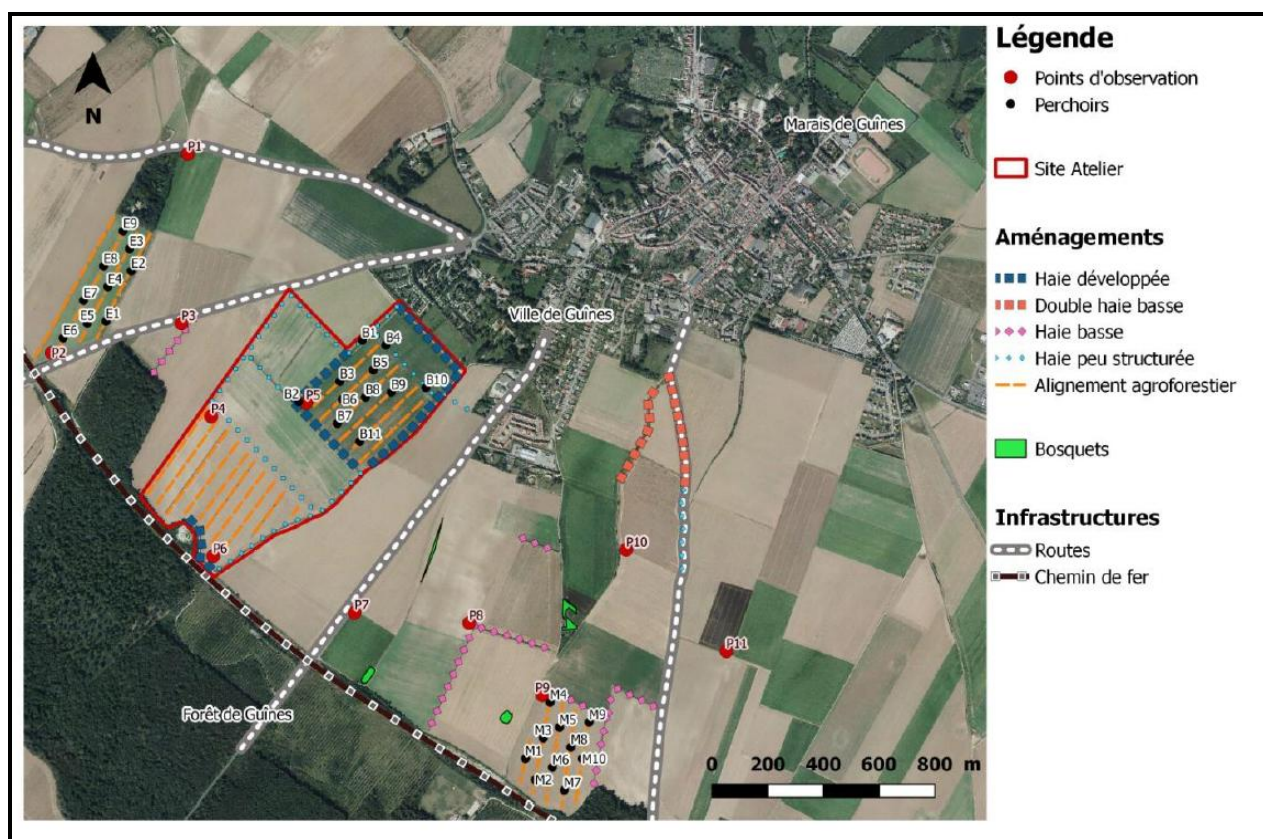 N
P1
E9
E3
E8
E2
E4
E7
E5
E1
E6
P2
P3
Marais de Guînes
Ville de Guînes
B1
B4
B5
B3
B10
B2
P5
B6
B8
B9
B7
B11
P4
P6
P7
P8
P10
P11
Forêt de Guînes
P9
M4
M9
M5
M3
M8
M1
M6
M10
M2
M7
0 200 400 600 800 m
Légende
Points d'observation
Perchoirs
Site Atelier
Aménagements
Haie développée
Double haie basse
Haie basse
Haie peu structurée
Alignement agroforestier
Bosquets
Infrastructures
Routes
Chemin de fer